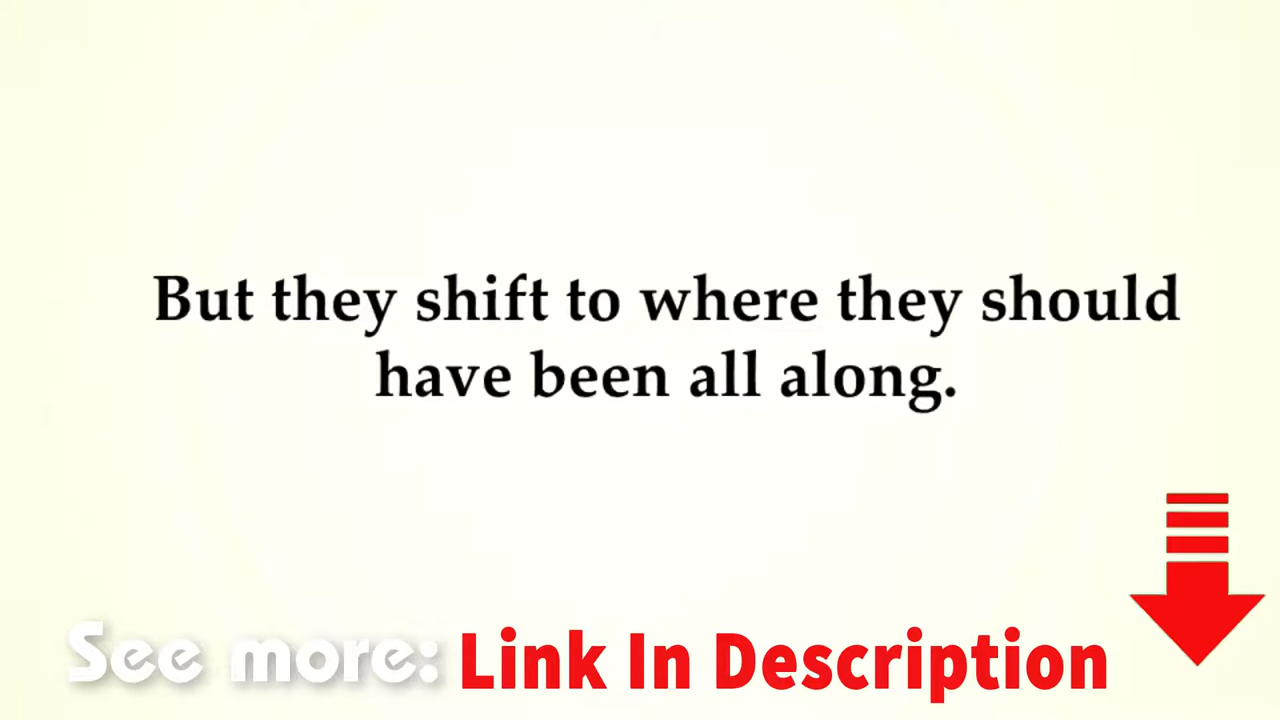 But they shift to where they should
have been all along.
See more: Link In Description